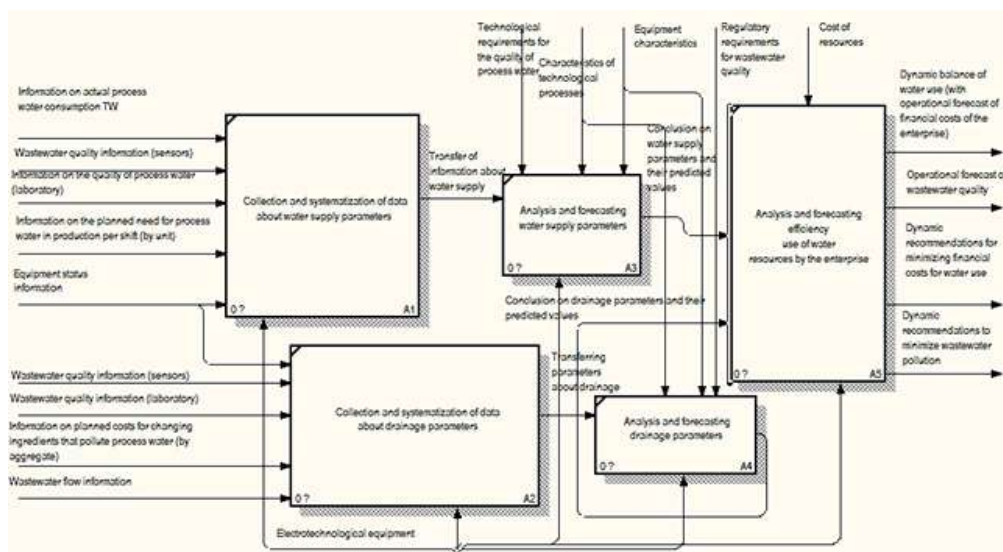 Technological
requirements for
the quality of
process water
Characteristics of
technological
processes
Equipment
characteristics
Regulatory
requirements
for wastewater
quality
Cost of
resources
Information on actual process
water consumption TW
Wastewater quality information (sensors)
Information on the quality of process water
(laboratory)
Information on the planned need for process
water in production per shift (by unit)
Equipment status
information
Collection and systematization of data
about water supply parameters
0 ?
A1
Transfer of
information about
water supply
Analysis and forecasting
water supply parameters
0 ?
A3
Conclusion on
water supply
parameters and
their predicted
values
Analysis and forecasting
efficiency
use of water
resources by the enterprise
0 ?
A5
Dynamic balance of
water use (with
operational forecast of
financial costs of the
enterprise)
Operational forecast of
wastewater quality
Dynamic
recommendations for
minimizing financial
costs for water use
Dynamic
recommendations to
minimize wastewater
pollution
Conclusion on drainage parameters and their
predicted values
Wastewater quality information (sensors)
Wastewater quality information (laboratory)
Information on planned costs for changing
ingredients that pollute process water (by
aggregate)
Wastewater flow information
Collection and systematization of data
about drainage parameters
0 ?
A2
Transferring
parameters
about drainage
Analysis and forecasting
drainage parameters
0 ?
A4
Electrotechnological equipment